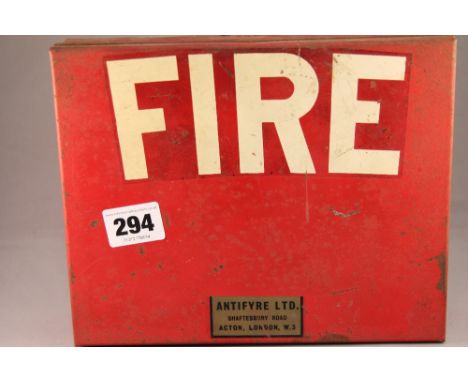 FIRE
294
ANTIFYRE LTD.
SHAFTESBURY ROAD
ACTON, LONDON, W.3